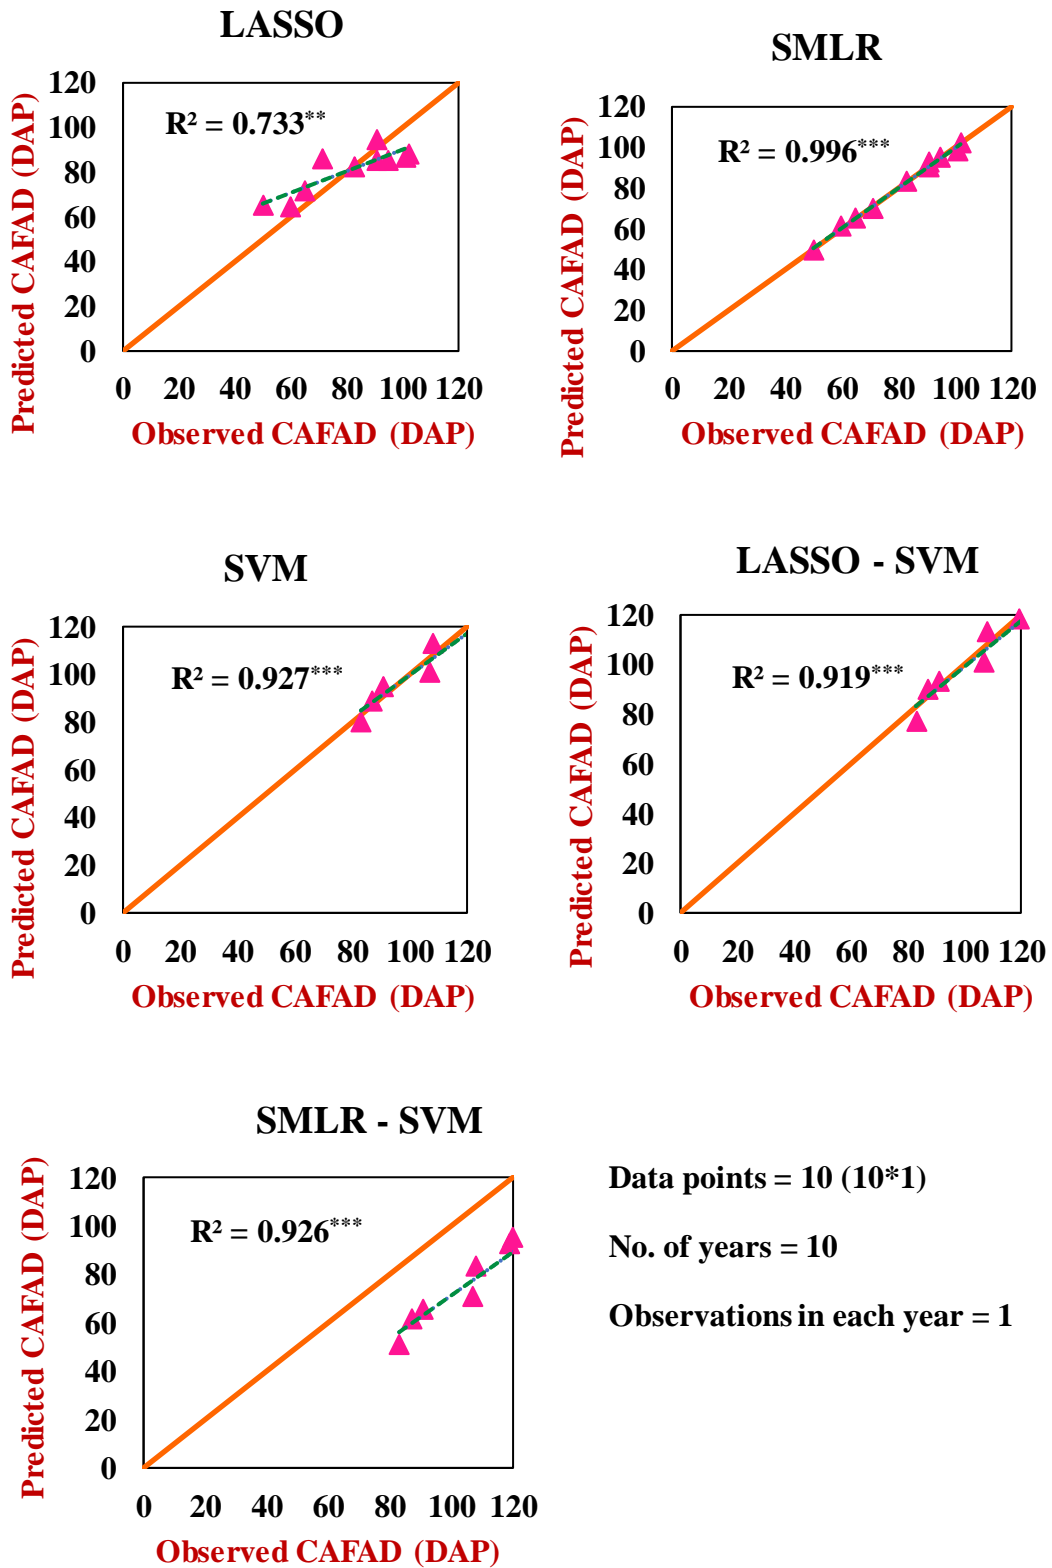 LASSO
Predicted CAFAD (DAP)
120
100
80
60
40
20
0
R² = 0.733**
0 20 40 60 80 100 120
Observed CAFAD (DAP)
SMLR
Predicted CAFAD (DAP)
120
100
80
60
40
20
0
R² = 0.996***
0 20 40 60 80 100 120
Observed CAFAD (DAP)
SVM
Predicted CAFAD (DAP)
120
100
80
60
40
20
0
R² = 0.927***
0 20 40 60 80 100 120
Observed CAFAD (DAP)
LASSO - SVM
Predicted CAFAD (DAP)
120
100
80
60
40
20
0
R² = 0.919***
0 20 40 60 80 100 120
Observed CAFAD (DAP)
SMLR - SVM
Predicted CAFAD (DAP)
120
100
80
60
40
20
0
R² = 0.926***
0 20 40 60 80 100 120
Observed CAFAD (DAP)
Data points = 10 (10*1)
No. of years = 10
Observations in each year = 1